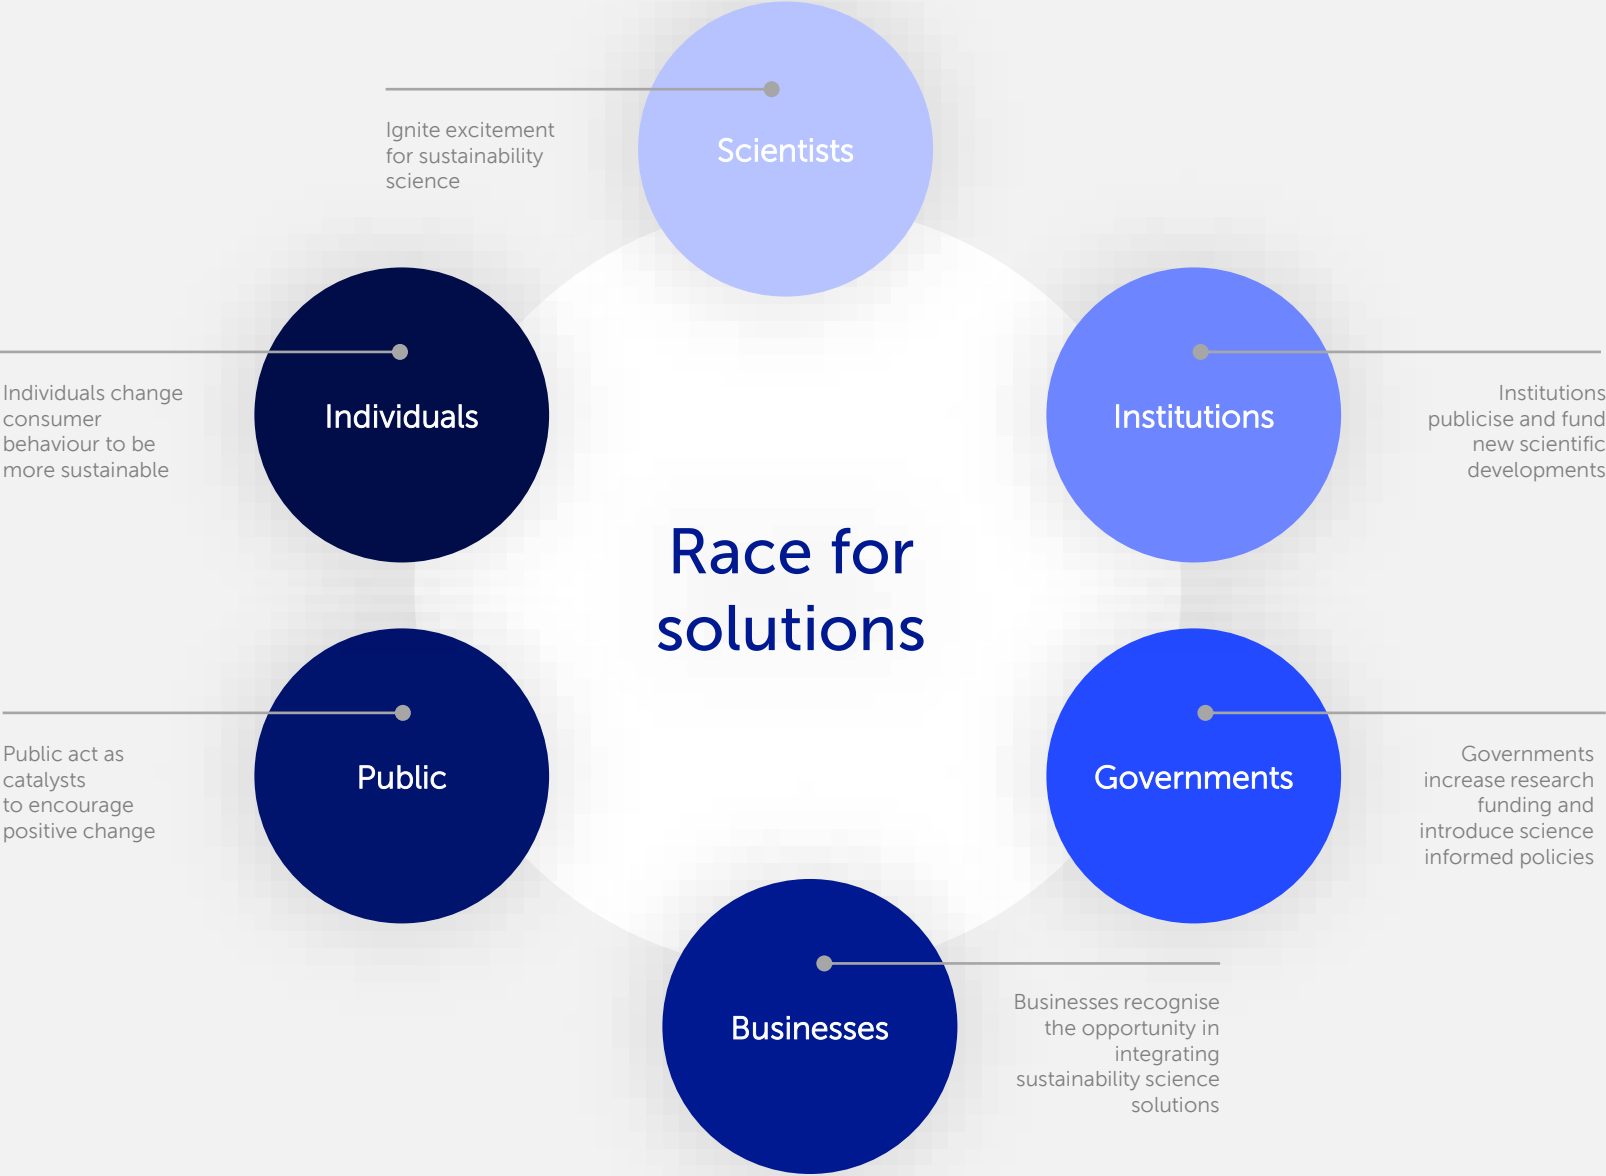 Ignite excitement
for sustainability
science
Scientists
Individuals
Individuals change
consumer
behaviour to be
more sustainable
Institutions
Institutions
publicise and fund
new scientific
developments
Race for
solutions
Public
Public act as
catalysts
to encourage
positive change
Governments
Governments
increase research
funding and
introduce science
informed policies
Businesses
Businesses recognise
the opportunity in
integrating
sustainability science
solutions